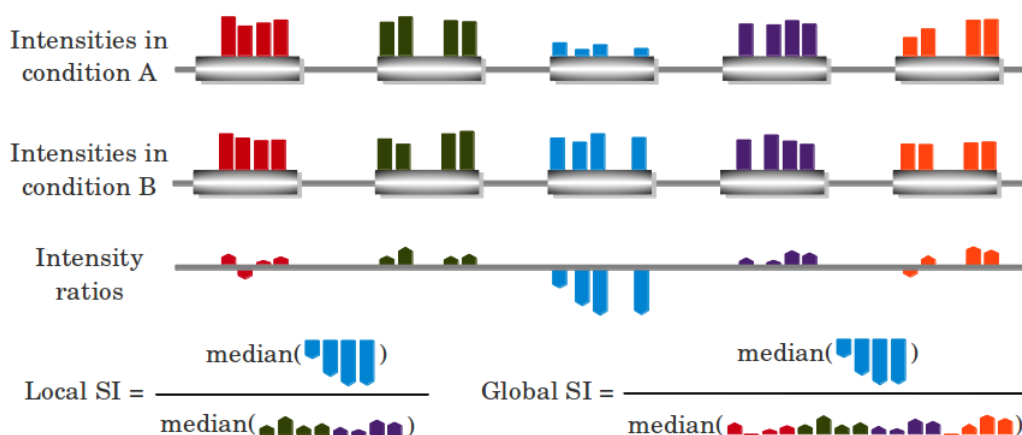 Intensities in
condition A
Intensities in
condition B
Intensity
ratios
median( )
Local SI =
median( )
median( )
Global SI =
median( )